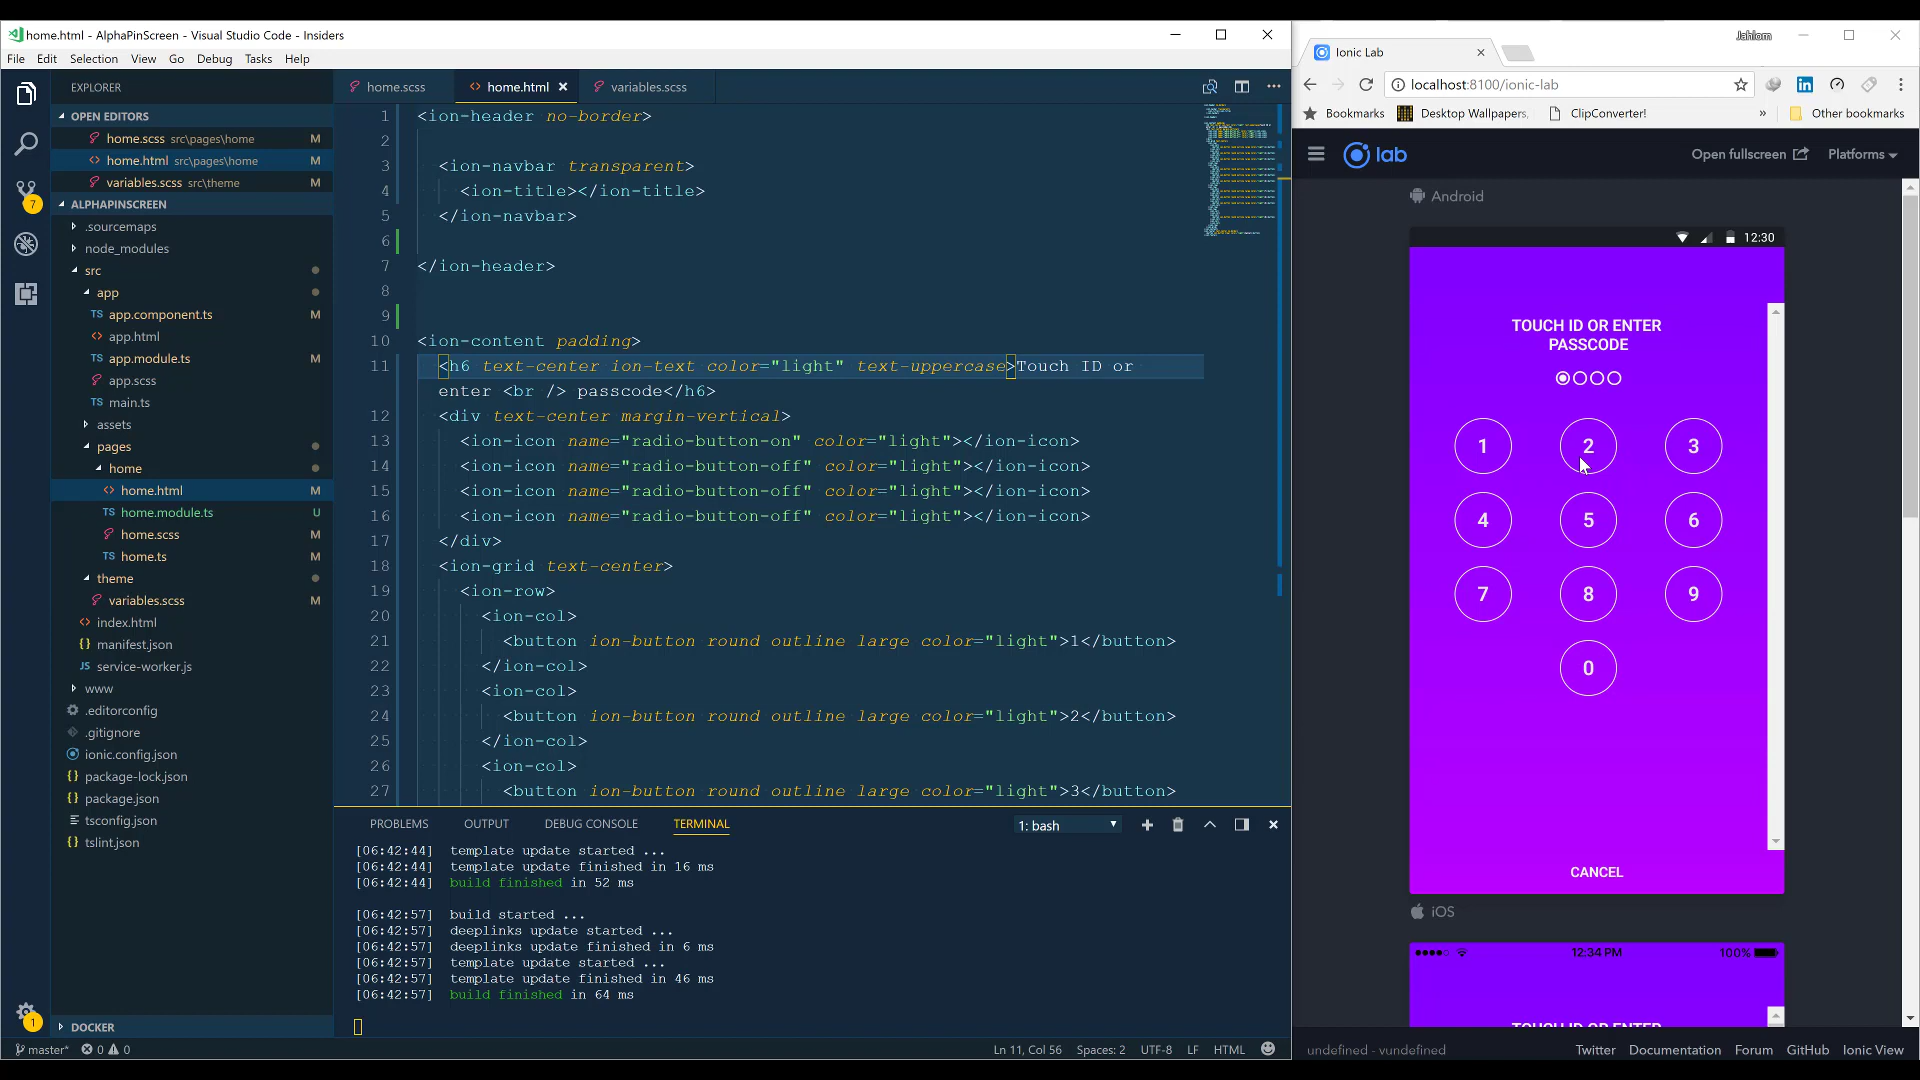 home.html - AlphaPinScreen - Visual Studio Code - Insiders
File Edit Selection View Go Debug Tasks Help
EXPLORER
OPEN EDITORS
home.scss src\pages\home M
home.html src\pages\home M
variables.scss src\theme M
ALPHAPINSCREEN
.sourcemaps
node_modules
src
app
TS app.component.ts M
app.html
TS app.module.ts M
app.scss
TS main.ts
assets
pages
home
home.html M
TS home.module.ts U
home.scss M
TS home.ts M
theme
variables.scss M
index.html
{} manifest.json
JS service-worker.js
www
.editorconfig
.gitignore
ionic.config.json
{} package-lock.json
{} package.json
{} tsconfig.json
tslint.json
DOCKER
7
1
home.scss
home.html
variables.scss
1 <ion-header no-border>
2
3 <ion-navbar transparent>
4 <ion-title></ion-title>
5 </ion-navbar>
6
7 </ion-header>
8
9
10 <ion-content padding>
11 <h6 text-center ion-text color="light" text-uppercase>Touch ID or
enter <br /> passcode</h6>
12 <div text-center margin-vertical>
13 <ion-icon name="radio-button-on" color="light"></ion-icon>
14 <ion-icon name="radio-button-off" color="light"></ion-icon>
15 <ion-icon name="radio-button-off" color="light"></ion-icon>
16 <ion-icon name="radio-button-off" color="light"></ion-icon>
17 </div>
18 <ion-grid text-center>
19 <ion-row>
20 <ion-col>
21 <button ion-button round outline large color="light">1</button>
22 </ion-col>
23 <ion-col>
24 <button ion-button round outline large color="light">2</button>
25 </ion-col>
26 <ion-col>
27 <button ion-button round outline large color="light">3</button>
PROBLEMS OUTPUT DEBUG CONSOLE TERMINAL
1: bash
[06:42:44] template update started ...
[06:42:44] template update finished in 16 ms
[06:42:44] build finished in 52 ms
[06:42:57] build started ...
[06:42:57] deeplinks update started ...
[06:42:57] deeplinks update finished in 6 ms
[06:42:57] template update started ...
[06:42:57] template update finished in 46 ms
[06:42:57] build finished in 64 ms
master* 0 0
Ln 11, Col 56 Spaces: 2 UTF-8 LF HTML
Jahlom
Ionic Lab
localhost:8100/ionic-lab
Bookmarks Desktop Wallpapers, ClipConverter! » Other bookmarks
lab
Open fullscreen Platforms
Android
12:30
TOUCH ID OR ENTER
PASSCODE
1 2 3
4 5 6
7 8 9
0
CANCEL
iOS
12:34 PM 100%
TOUCH ID OR ENTER
undefined - vundefined
Twitter Documentation Forum GitHub Ionic View